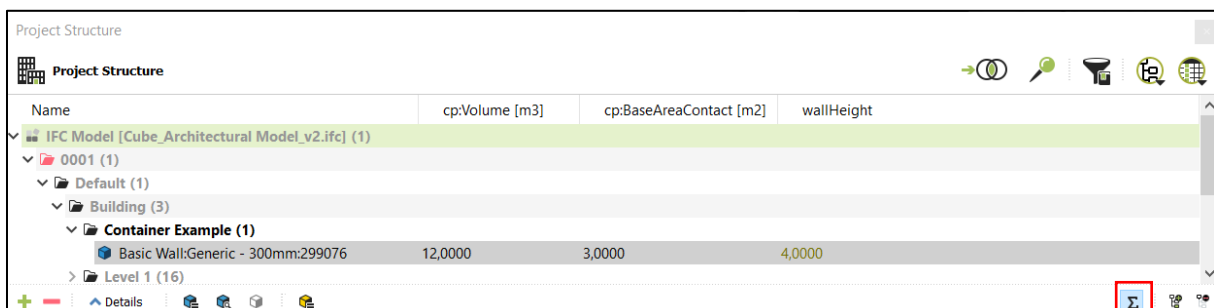 Project Structure
Project Structure
Name cp:Volume [m3] cp:BaseAreaContact [m2] wallHeight
IFC Model [Cube_Architectural Model_v2.ifc] (1)
0001 (1)
Default (1)
Building (3)
Container Example (1)
Basic Wall:Generic - 300mm:299076 12,0000 3,0000 4,0000
Level 1 (16)
Details Σ